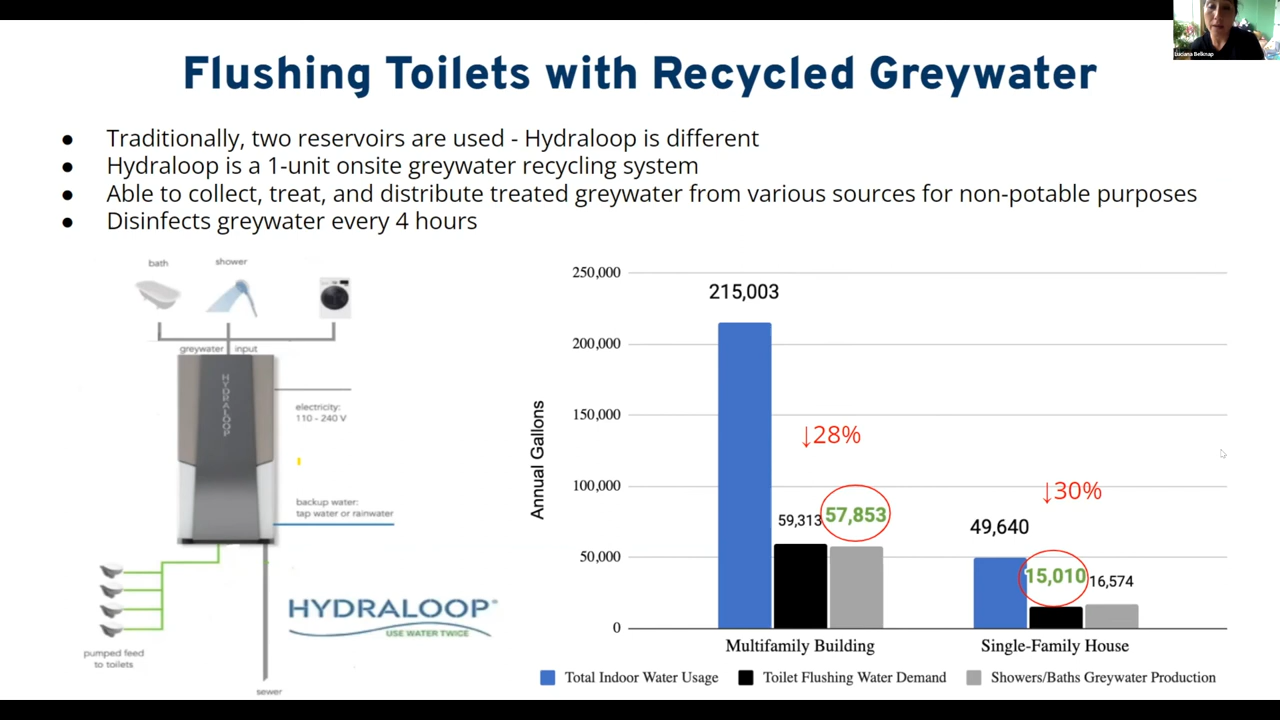 Luciana Belknap
Flushing Toilets with Recycled Greywater
● Traditionally, two reservoirs are used - Hydraloop is different
● Hydraloop is a 1-unit onsite greywater recycling system
● Able to collect, treat, and distribute treated greywater from various sources for non-potable purposes
● Disinfects greywater every 4 hours
bath
shower
greywater input
HYDRALOOP
electricity:
110 - 240 V
backup water:
tap water or rainwater
pumped feed
to toilets
sewer
HYDRALOOP®
USE WATER TWICE
Annual Gallons
250,000
200,000
150,000
100,000
50,000
0
215,003
↓28%
59,313
57,853
↓30%
49,640
15,010
16,574
Multifamily Building
Single-Family House
Total Indoor Water Usage
Toilet Flushing Water Demand
Showers/Baths Greywater Production